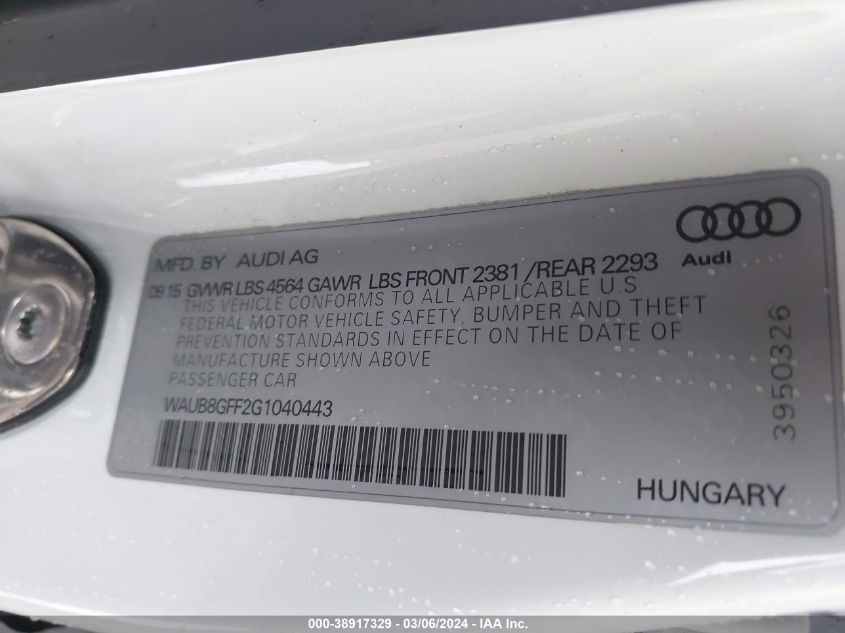 MFD. BY AUDI AG
Audi
09 15 GVWR LBS 4564 GAWR LBS FRONT 2381 / REAR 2293
THIS VEHICLE CONFORMS TO ALL APPLICABLE U.S.
FEDERAL MOTOR VEHICLE SAFETY, BUMPER AND THEFT
PREVENTION STANDARDS IN EFFECT ON THE DATE OF
MANUFACTURE SHOWN ABOVE
PASSENGER CAR
WAUB8GFF2G1040443
3950326
HUNGARY
000-38917329 - 03/06/2024 - IAA Inc.